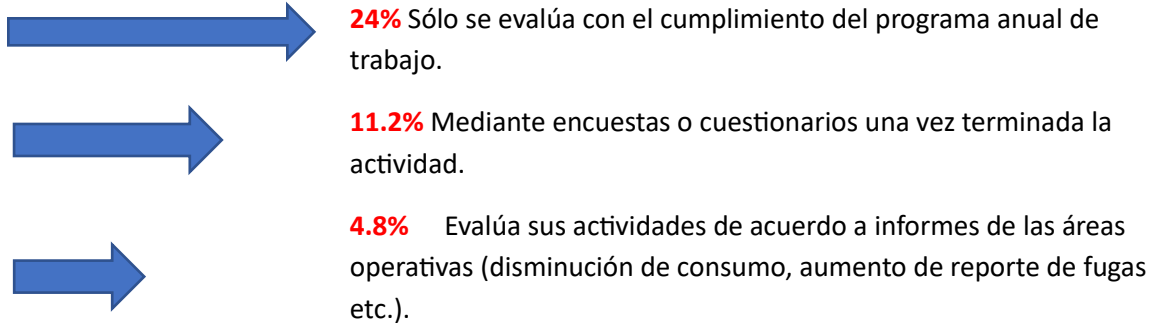 24% Sólo se evalúa con el cumplimiento del programa anual de
trabajo.
11.2% Mediante encuestas o cuestionarios una vez terminada la
actividad.
4.8% Evalúa sus actividades de acuerdo a informes de las áreas
operativas (disminución de consumo, aumento de reporte de fugas
etc.).